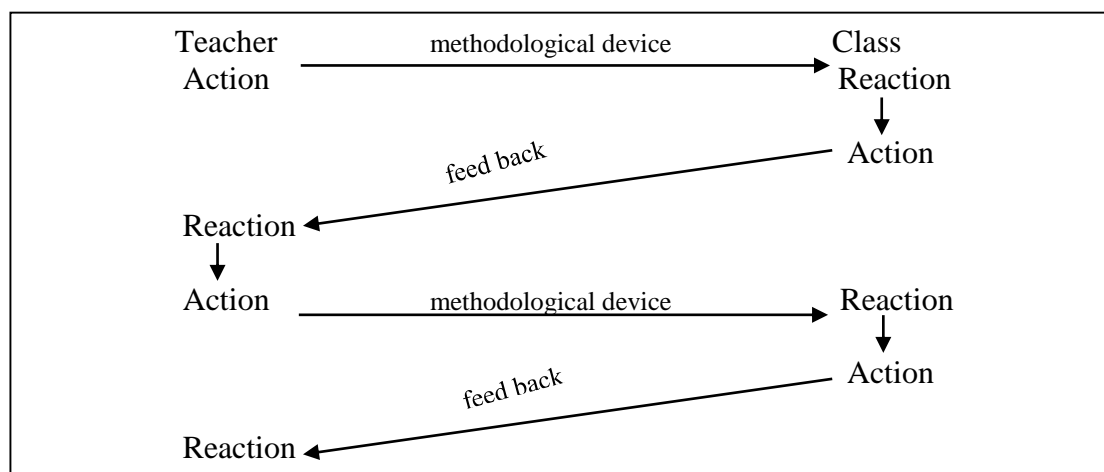 Teacher methodological device Class
Action Reaction
feed back Action
Reaction
Action methodological device Reaction
feed back Action
Reaction